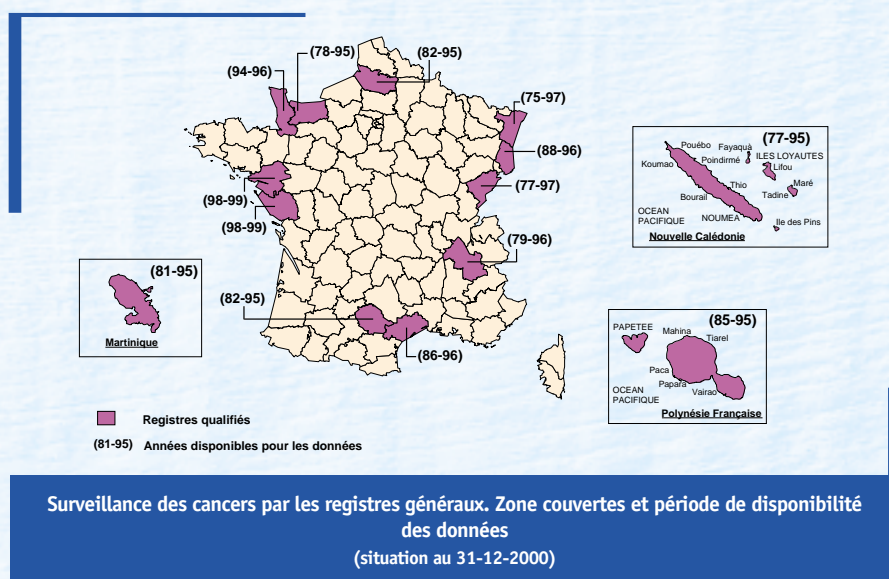 (78-95)
(82-95)
(94-96)
(75-97)
(88-96)
(77-97)
(98-99)
(98-99)
(79-96)
(82-95)
(86-96)
(77-95)
Pouébo
Fayaquà
ILES LOYAUTES
Koumao
Poindirmé
Lifou
Thio
Maré
Bourail
Tadine
OCEAN
PACIFIQUE
NOUMEA
Ile des Pins
Nouvelle Calédonie
(81-95)
Martinique
(85-95)
PAPETEE
Mahina
Tiarel
Paca
Papara
OCEAN
PACIFIQUE
Vairao
Polynésie Française
Registres qualifiés
(81-95) Années disponibles pour les données
Surveillance des cancers par les registres généraux. Zone couvertes et période de disponibilité
des données
(situation au 31-12-2000)